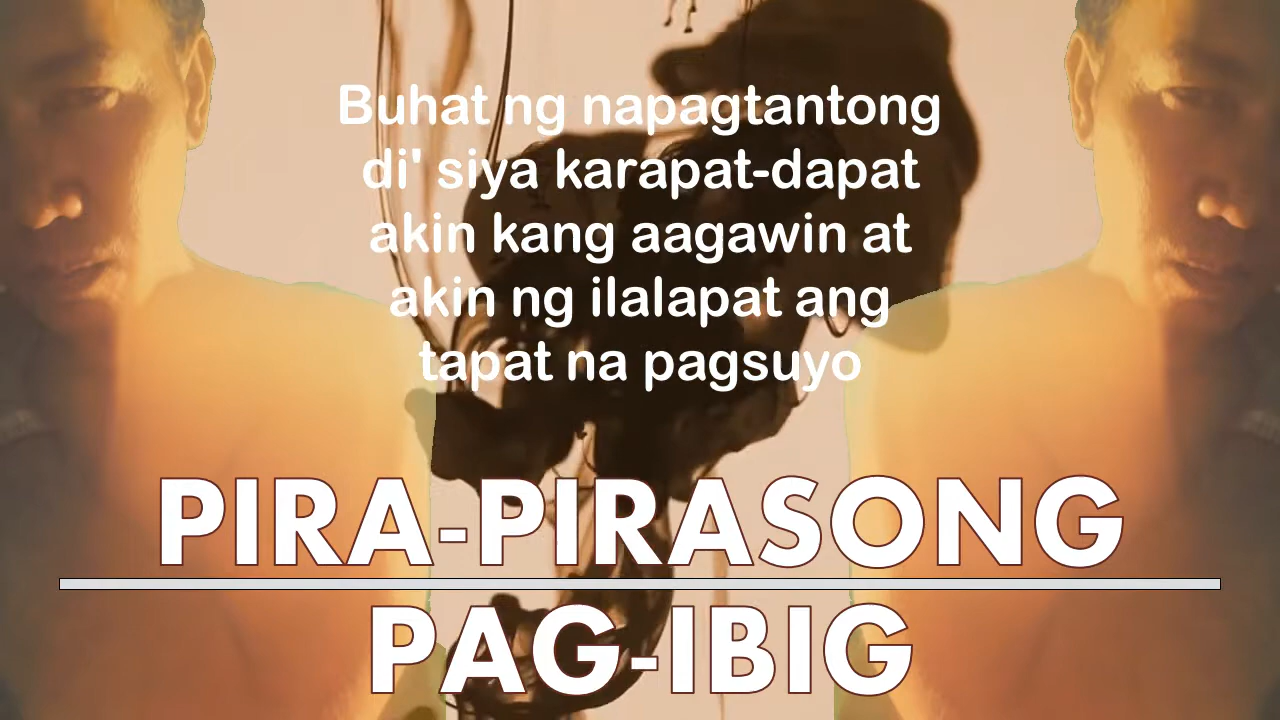 Buhat ng napagtantong
di' siya karapat-dapat
akin kang aagawin at
akin ng ilalapat ang
tapat na pagsuyo
PIRA-PIRASONG
PAG-IBIG